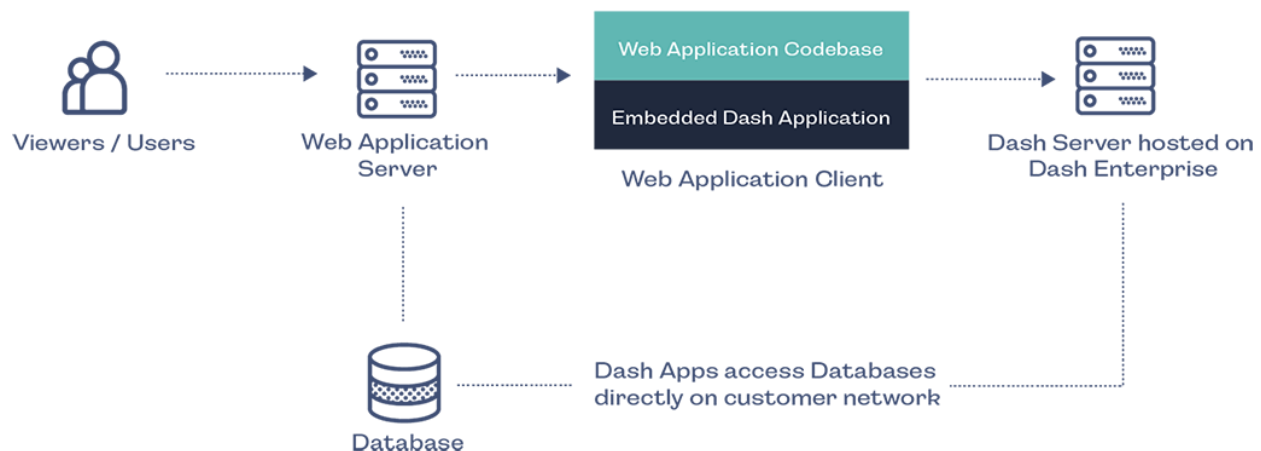 Viewers / Users
Web Application
Server
Web Application Codebase
Embedded Dash Application
Web Application Client
Dash Server hosted on
Dash Enterprise
Database
Dash Apps access Databases
directly on customer network